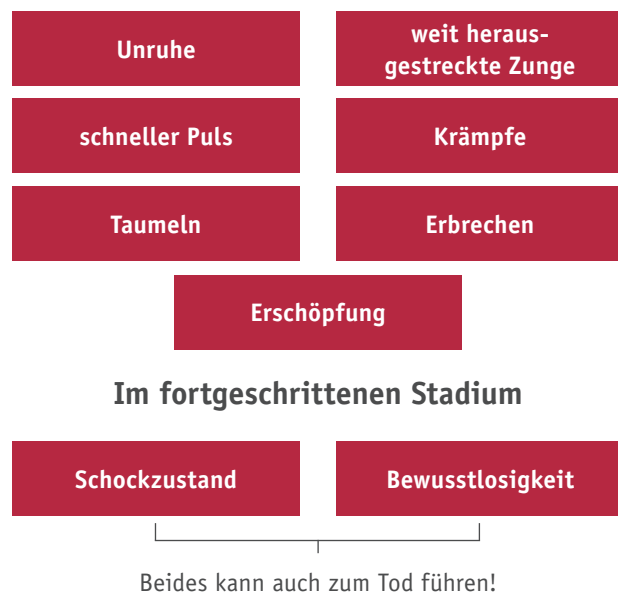 Unruhe
weit heraus-
gestreckte Zunge
schneller Puls
Krämpfe
Taumeln
Erbrechen
Erschöpfung
Im fortgeschrittenen Stadium
Schockzustand
Bewusstlosigkeit
Beides kann auch zum Tod führen!